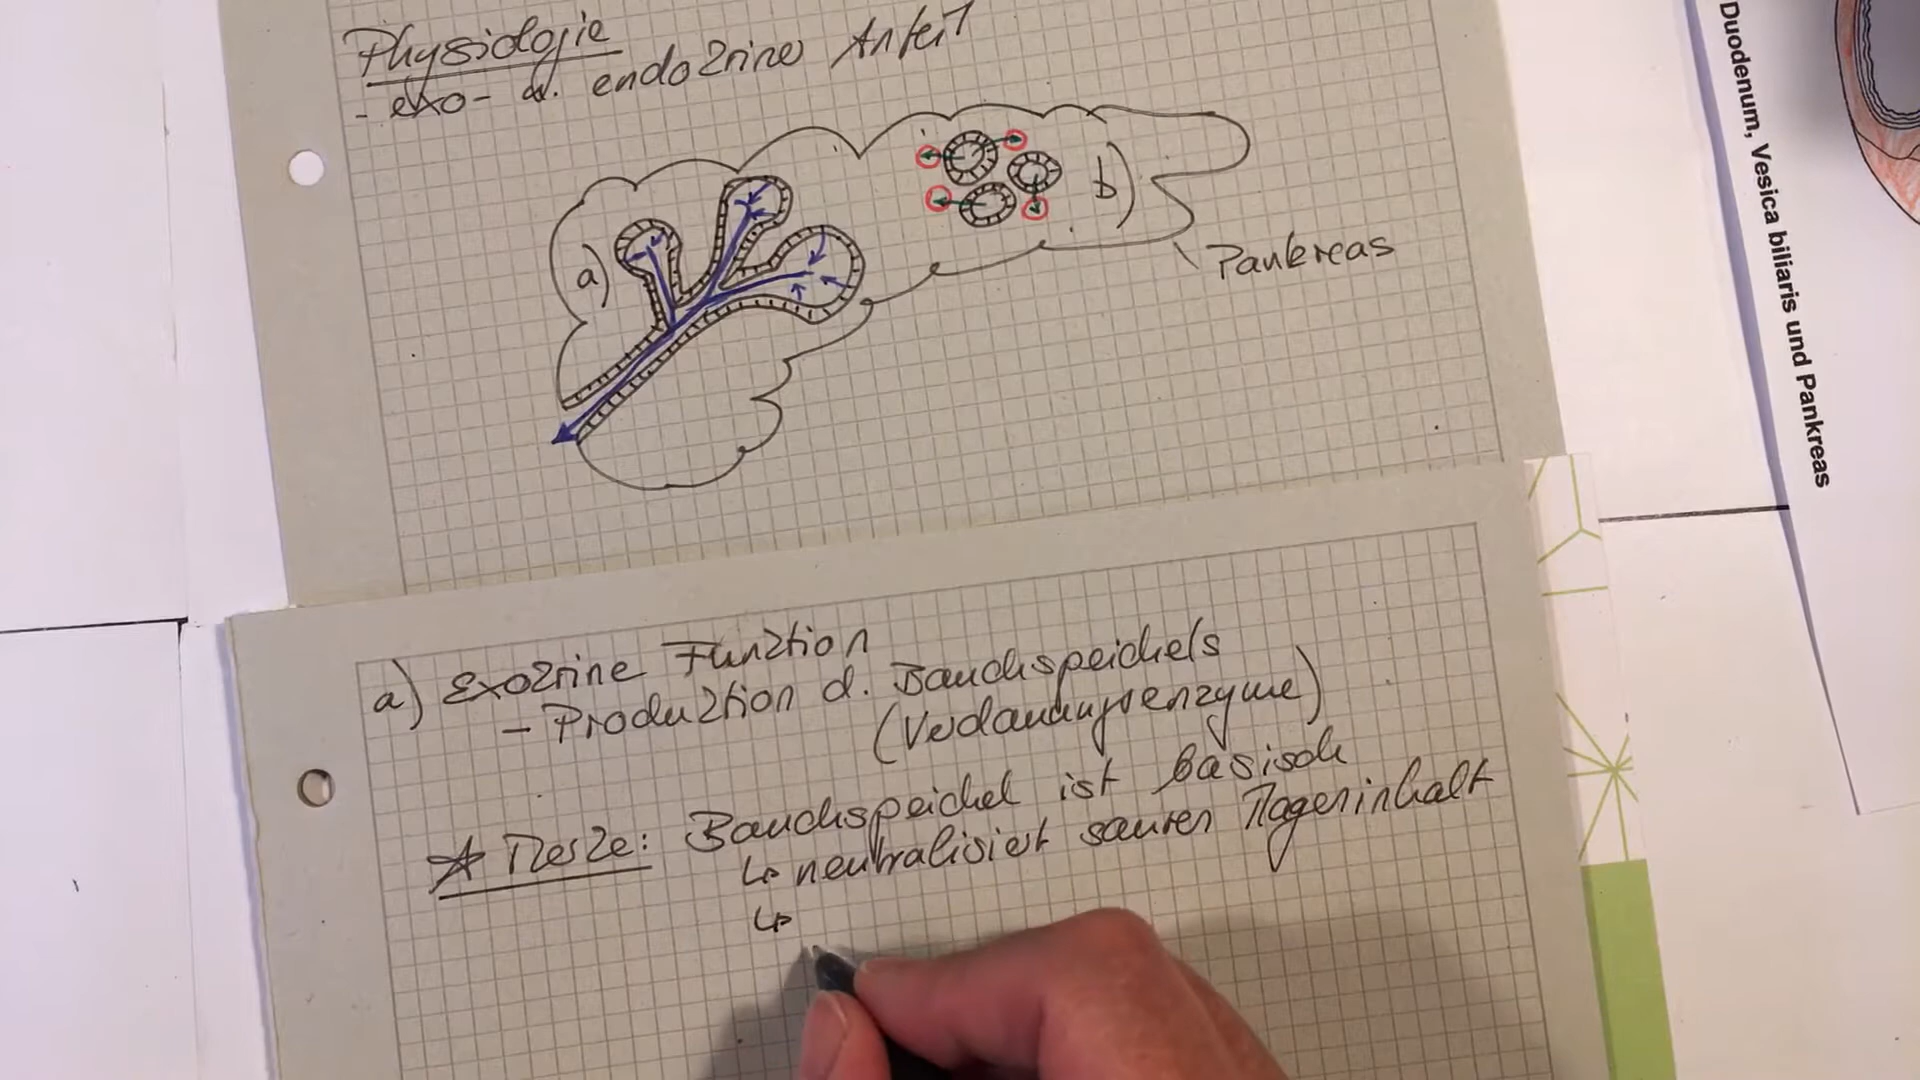 Physiologie
- exo- u. endokrine Anteil
a)
b)
Pankreas
Duodenum, Vesica biliaris und Pankreas
a) Exokrine Funktion
- Produktion d. Bauchspeichels
(Verdauungsenzyme)
Merke: Bauchspeichel ist basisch
↳ neutralisiert sauren Mageninhalt
↳